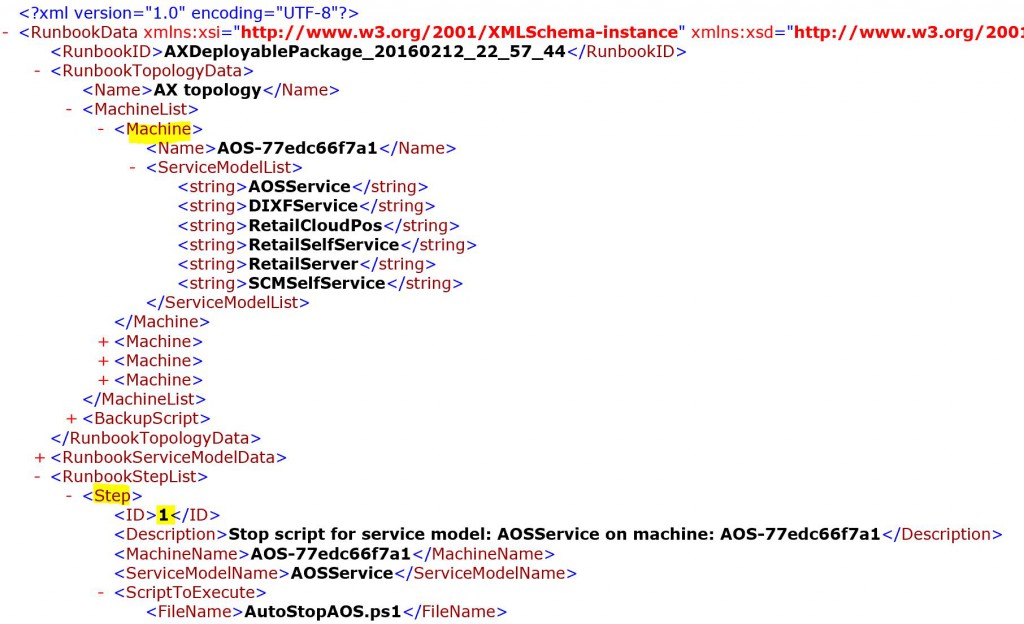 <?xml version="1.0" encoding="UTF-8"?>
- <RunbookData xmlns:xsi="http://www.w3.org/2001/XMLSchema-instance" xmlns:xsd="http://www.w3.org/2001
<RunbookID>AXDeployablePackage_20160212_22_57_44</RunbookID>
- <RunbookTopologyData>
<Name>AX topology</Name>
- <MachineList>
- <Machine>
<Name>AOS-77edc66f7a1</Name>
- <ServiceModelList>
<string>AOSService</string>
<string>DIXFService</string>
<string>RetailCloudPos</string>
<string>RetailSelfService</string>
<string>RetailServer</string>
<string>SCMSelfService</string>
</ServiceModelList>
</Machine>
+ <Machine>
+ <Machine>
+ <Machine>
</MachineList>
+ <BackupScript>
</RunbookTopologyData>
+ <RunbookServiceModelData>
- <RunbookStepList>
- <Step>
<ID>1</ID>
<Description>Stop script for service model: AOSService on machine: AOS-77edc66f7a1</Description>
<MachineName>AOS-77edc66f7a1</MachineName>
<ServiceModelName>AOSService</ServiceModelName>
- <ScriptToExecute>
<FileName>AutoStopAOS.ps1</FileName>